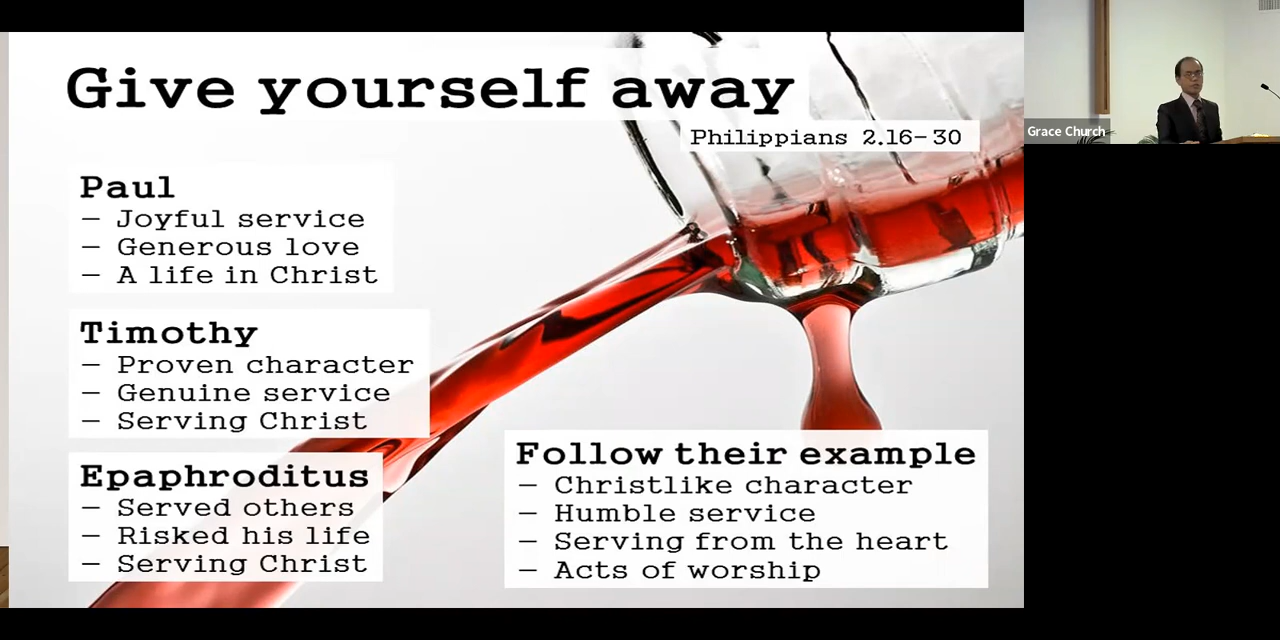 Give yourself away
Philippians 2.16-30
Paul
- Joyful service
- Generous love
- A life in Christ
Timothy
- Proven character
- Genuine service
- Serving Christ
Epaphroditus
- Served others
- Risked his life
- Serving Christ
Follow their example
- Christlike character
- Humble service
- Serving from the heart
- Acts of worship
Grace Church